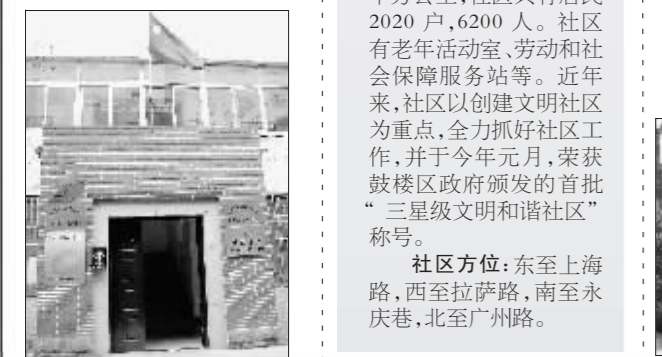 2020 户,6200 人。社区
有老年活动室、劳动和社
会保障服务站等。近年
来,社区以创建文明社区
为重点,全力抓好社区工
作,并于今年元月,荣获
鼓楼区政府颁发的首批
“三星级文明和谐社区”
称号。
社区方位:东至上海
路,西至拉萨路,南至永
庆巷,北至广州路。